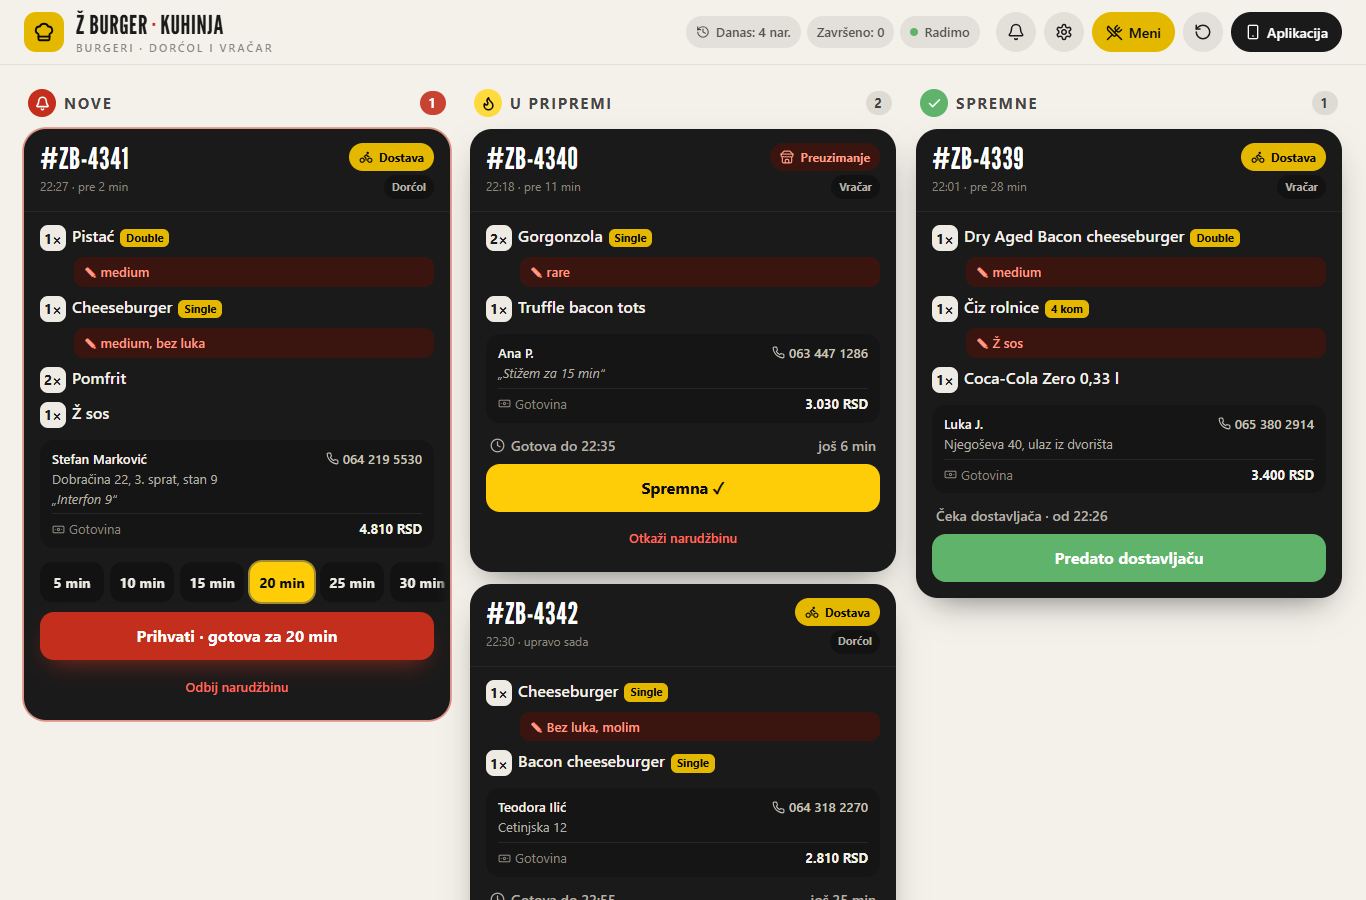 Ž BURGER · KUHINJA
BURGERI · DORĆOL I VRAČAR
Danas: 4 nar.
Završeno: 0
Radimo
Meni
Aplikacija
NOVE
1
#ZB-4341
Dostava
22:27 · pre 2 min
Dorćol
1× Pistać Double
medium
1× Cheeseburger Single
medium, bez luka
2× Pomfrit
1× Ž sos
Stefan Marković
064 219 5530
Dobračina 22, 3. sprat, stan 9
„Interfon 9“
Gotovina
4.810 RSD
5 min
10 min
15 min
20 min
25 min
30 min
Prihvati · gotova za 20 min
Odbij narudžbinu
U PRIPREMI
2
#ZB-4340
Preuzimanje
22:18 · pre 11 min
Vračar
2× Gorgonzola Single
rare
1× Truffle bacon tots
Ana P.
063 447 1286
„Stižem za 15 min“
Gotovina
3.030 RSD
Gotova do 22:35
još 6 min
Spremna ✓
Otkaži narudžbinu
#ZB-4342
Dostava
22:30 · upravo sada
Dorćol
1× Cheeseburger Single
Bez luka, molim
1× Bacon cheeseburger Single
Teodora Ilić
064 318 2270
Cetinjska 12
Gotovina
2.810 RSD
Gotova do 22:55
još 25 min
SPREMNE
1
#ZB-4339
Dostava
22:01 · pre 28 min
Vračar
1× Dry Aged Bacon cheeseburger Double
medium
1× Čiz rolnice 4 kom
Ž sos
1× Coca-Cola Zero 0,33 l
Luka J.
065 380 2914
Njegoševa 40, ulaz iz dvorišta
Gotovina
3.400 RSD
Čeka dostavljača · od 22:26
Predato dostavljaču